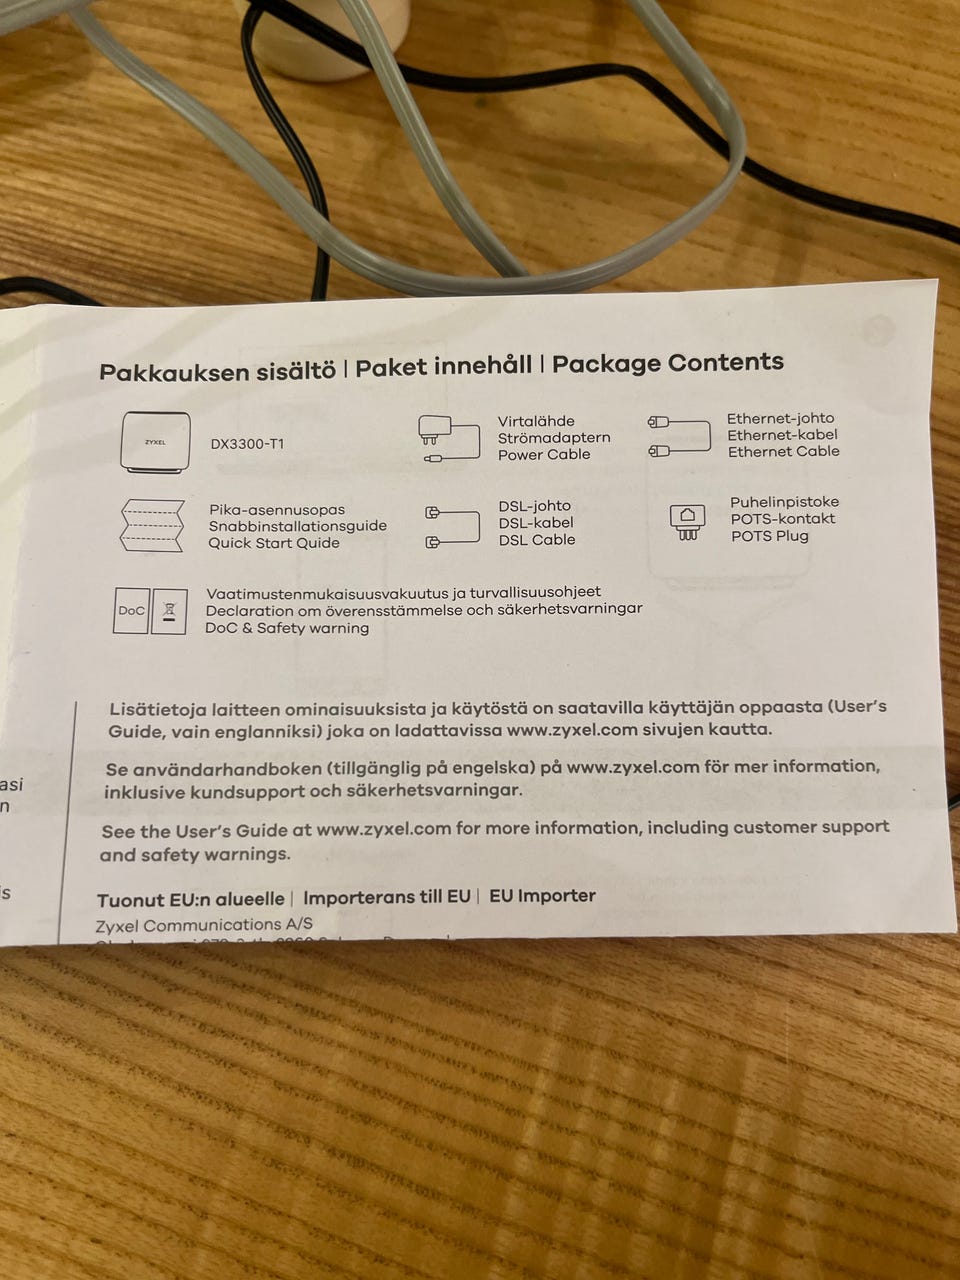 Pakkauksen sisältö | Paket innehåll | Package Contents
ZYXEL
DX3300-T1
Virtalähde
Strömadaptern
Power Cable
Ethernet-johto
Ethernet-kabel
Ethernet Cable
Pika-asennusopas
Snabbinstallationsguide
Quick Start Quide
DSL-johto
DSL-kabel
DSL Cable
Puhelinpistoke
POTS-kontakt
POTS Plug
DoC
Vaatimustenmukaisuusvakuutus ja turvallisuusohjeet
Declaration om överensstämmelse och säkerhetsvarningar
DoC & Safety warning
Lisätietoja laitteen ominaisuuksista ja käytöstä on saatavilla käyttäjän oppaasta (User's
Guide, vain englanniksi) joka on ladattavissa www.zyxel.com sivujen kautta.
Se användarhandboken (tillgänglig på engelska) på www.zyxel.com för mer information,
inklusive kundsupport och säkerhetsvarningar.
See the User's Guide at www.zyxel.com for more information, including customer support
and safety warnings.
Tuonut EU:n alueelle | Importerans till EU | EU Importer
Zyxel Communications A/S
asi
n
is